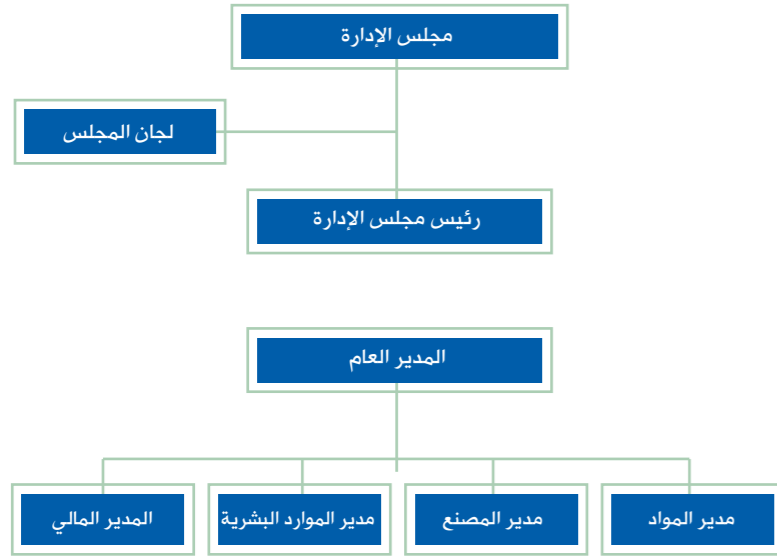 مجلس الإدارة
لجان المجلس
رئيس مجلس الإدارة
المدير العام
مدير المواد
مدير المصنع
مدير الموارد البشرية
المدير المالي